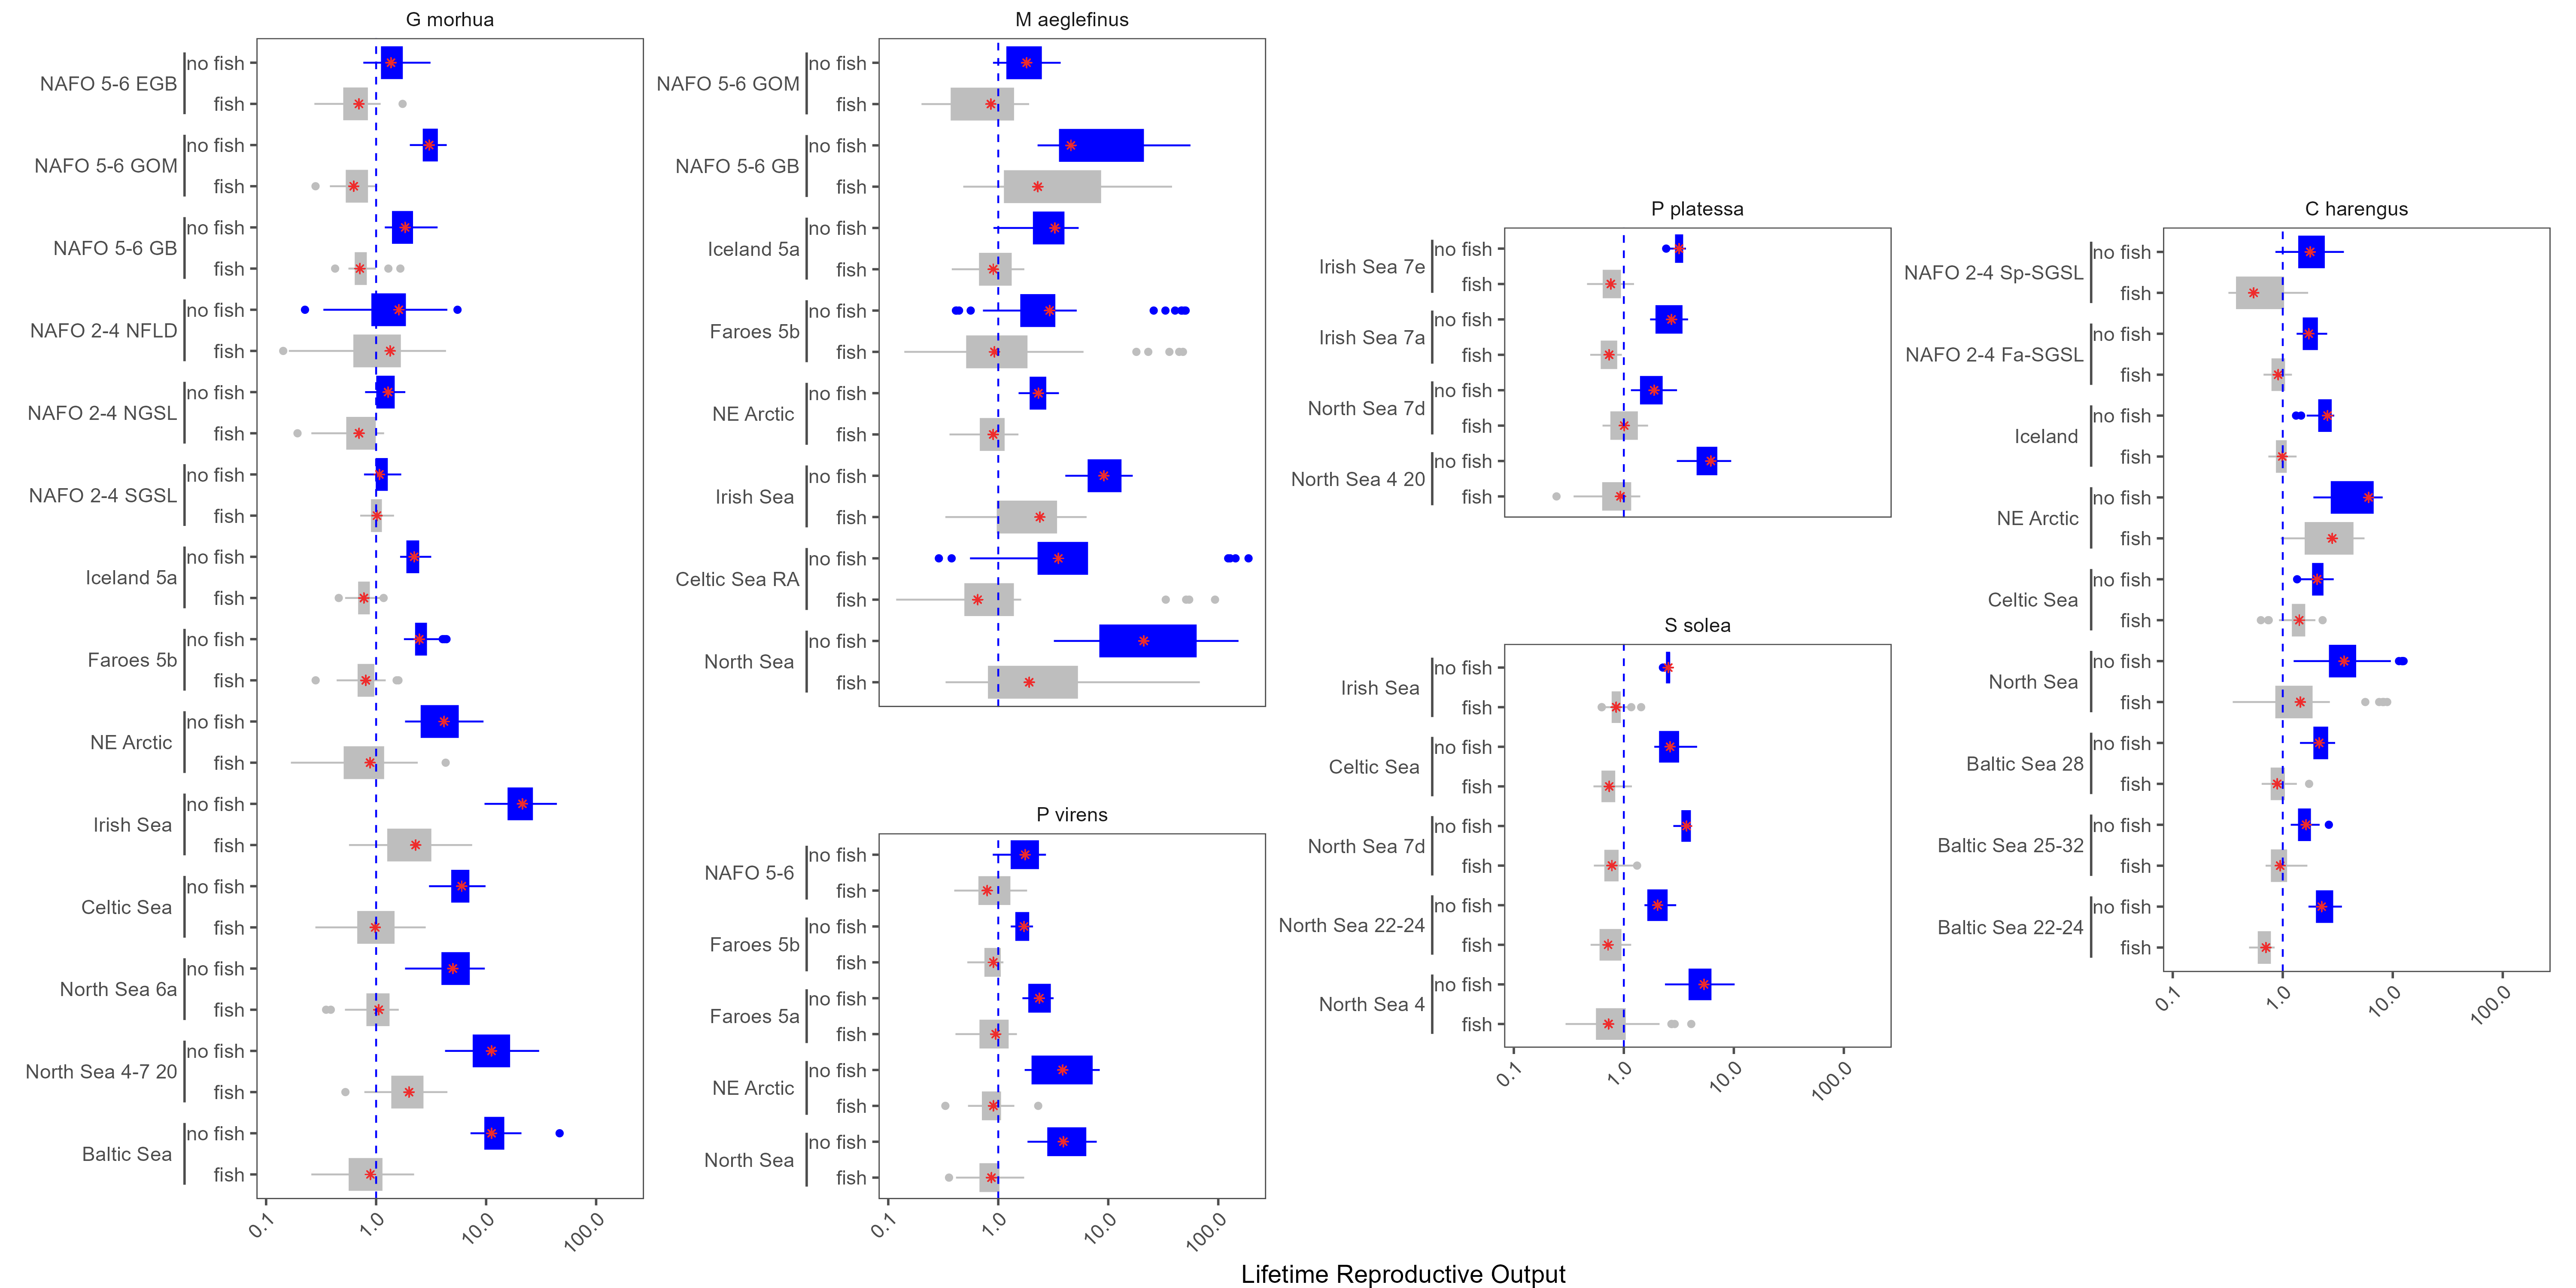 G morhua
NAFO 5-6 EGB
no fish
fish
NAFO 5-6 GOM
no fish
fish
NAFO 5-6 GB
no fish
fish
NAFO 2-4 NFLD
no fish
fish
NAFO 2-4 NGSL
no fish
fish
NAFO 2-4 SGSL
no fish
fish
Iceland 5a
no fish
fish
Faroes 5b
no fish
fish
NE Arctic
no fish
fish
Irish Sea
no fish
fish
Celtic Sea
no fish
fish
North Sea 6a
no fish
fish
North Sea 4-7 20
no fish
fish
Baltic Sea
no fish
fish
0.1
1.0
10.0
100.0
M aeglefinus
NAFO 5-6 GOM
no fish
fish
NAFO 5-6 GB
no fish
fish
Iceland 5a
no fish
fish
Faroes 5b
no fish
fish
NE Arctic
no fish
fish
Irish Sea
no fish
fish
Celtic Sea RA
no fish
fish
North Sea
no fish
fish
P virens
NAFO 5-6
no fish
fish
Faroes 5b
no fish
fish
Faroes 5a
no fish
fish
NE Arctic
no fish
fish
North Sea
no fish
fish
0.1
1.0
10.0
100.0
P platessa
Irish Sea 7e
no fish
fish
Irish Sea 7a
no fish
fish
North Sea 7d
no fish
fish
North Sea 4 20
no fish
fish
S solea
Irish Sea
no fish
fish
Celtic Sea
no fish
fish
North Sea 7d
no fish
fish
North Sea 22-24
no fish
fish
North Sea 4
no fish
fish
0.1
1.0
10.0
100.0
C harengus
NAFO 2-4 Sp-SGSL
no fish
fish
NAFO 2-4 Fa-SGSL
no fish
fish
Iceland
no fish
fish
NE Arctic
no fish
fish
Celtic Sea
no fish
fish
North Sea
no fish
fish
Baltic Sea 28
no fish
fish
Baltic Sea 25-32
no fish
fish
Baltic Sea 22-24
no fish
fish
0.1
1.0
10.0
100.0
Lifetime Reproductive Output